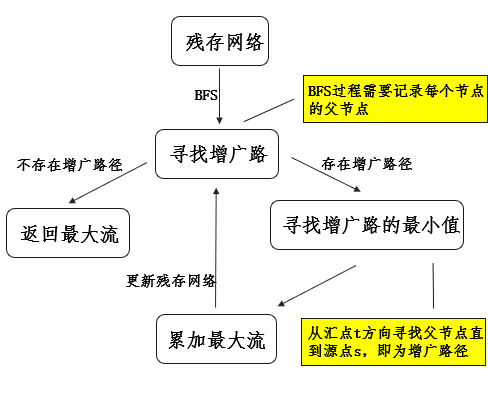 残存网络
BFS
BFS过程需要记录每个节点
的父节点
寻找增广路
不存在增广路径
存在增广路径
返回最大流
寻找增广路的最小值
更新残存网络
累加最大流
从汇点t方向寻找父节点直
到源点s，即为增广路径